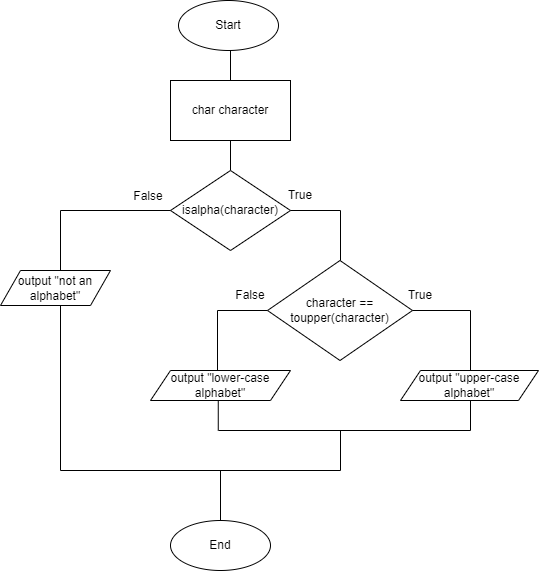 Start
char character
False
True
isalpha(character)
output "not an
alphabet"
False
True
character ==
toupper(character)
output "lower-case
alphabet"
output "upper-case
alphabet"
End